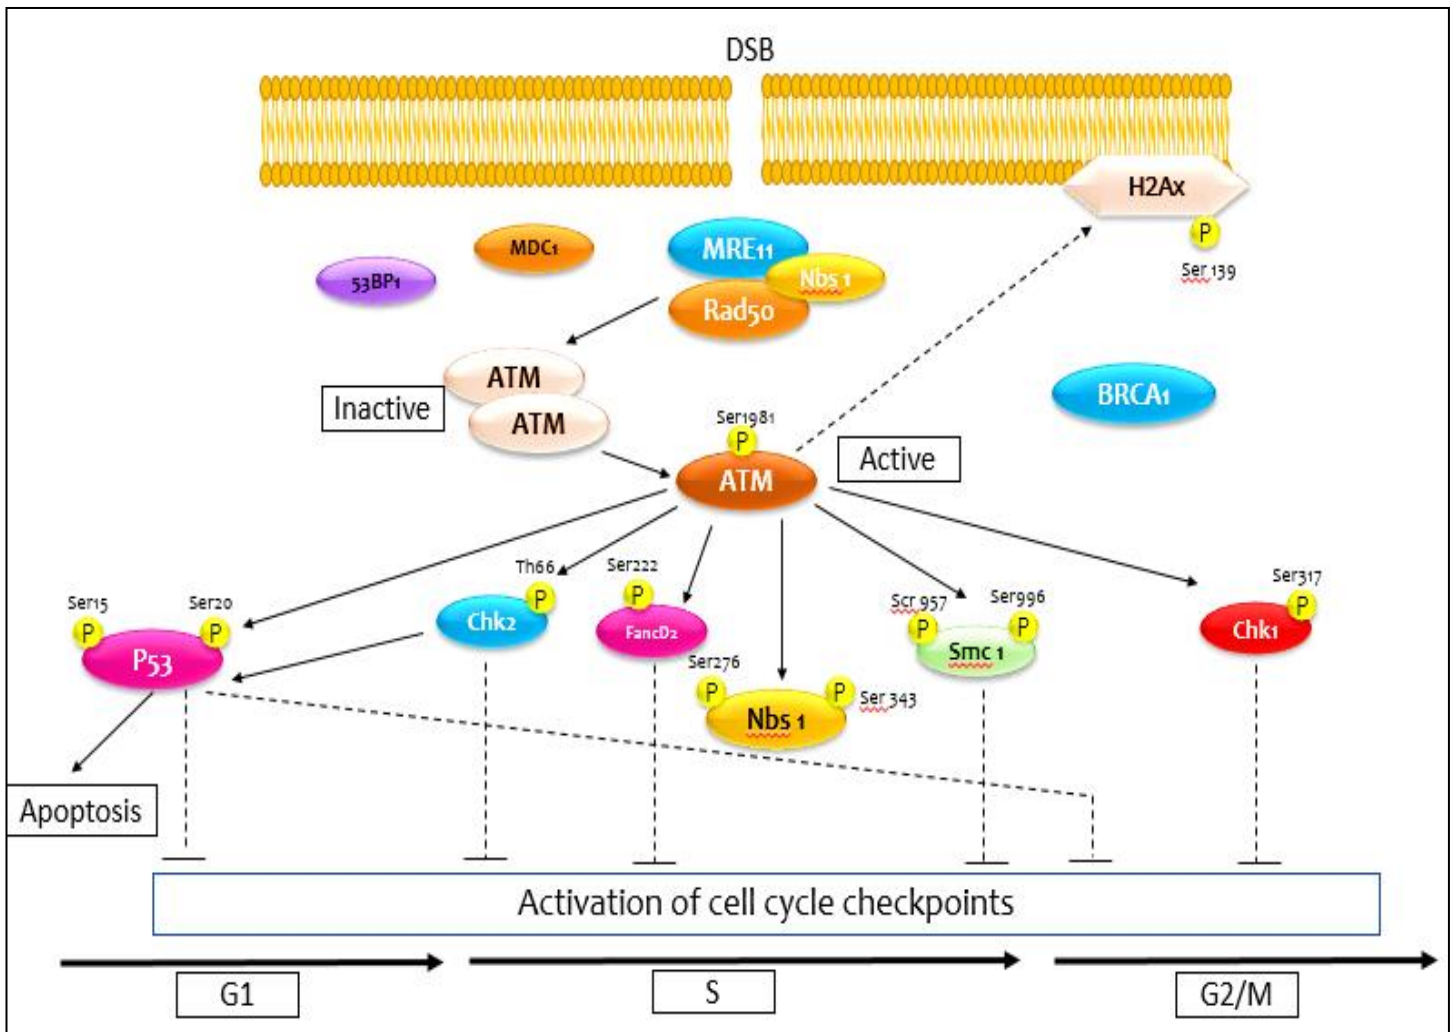 DSB
H2Ax
P
Ser 139
MDC1
MRE11
53BP1
Nbs 1
Rad50
ATM
Inactive
ATM
BRCA1
Ser1981
P
ATM
Active
Th66
P
Chk2
Ser222
P
FancD2
Scr 957
Ser996
P
P
Smc 1
Ser317
P
Chk1
Ser15
Ser20
P
P
P53
Ser276
P
P
Ser 343
Nbs 1
Apoptosis
Activation of cell cycle checkpoints
G1
S
G2/M